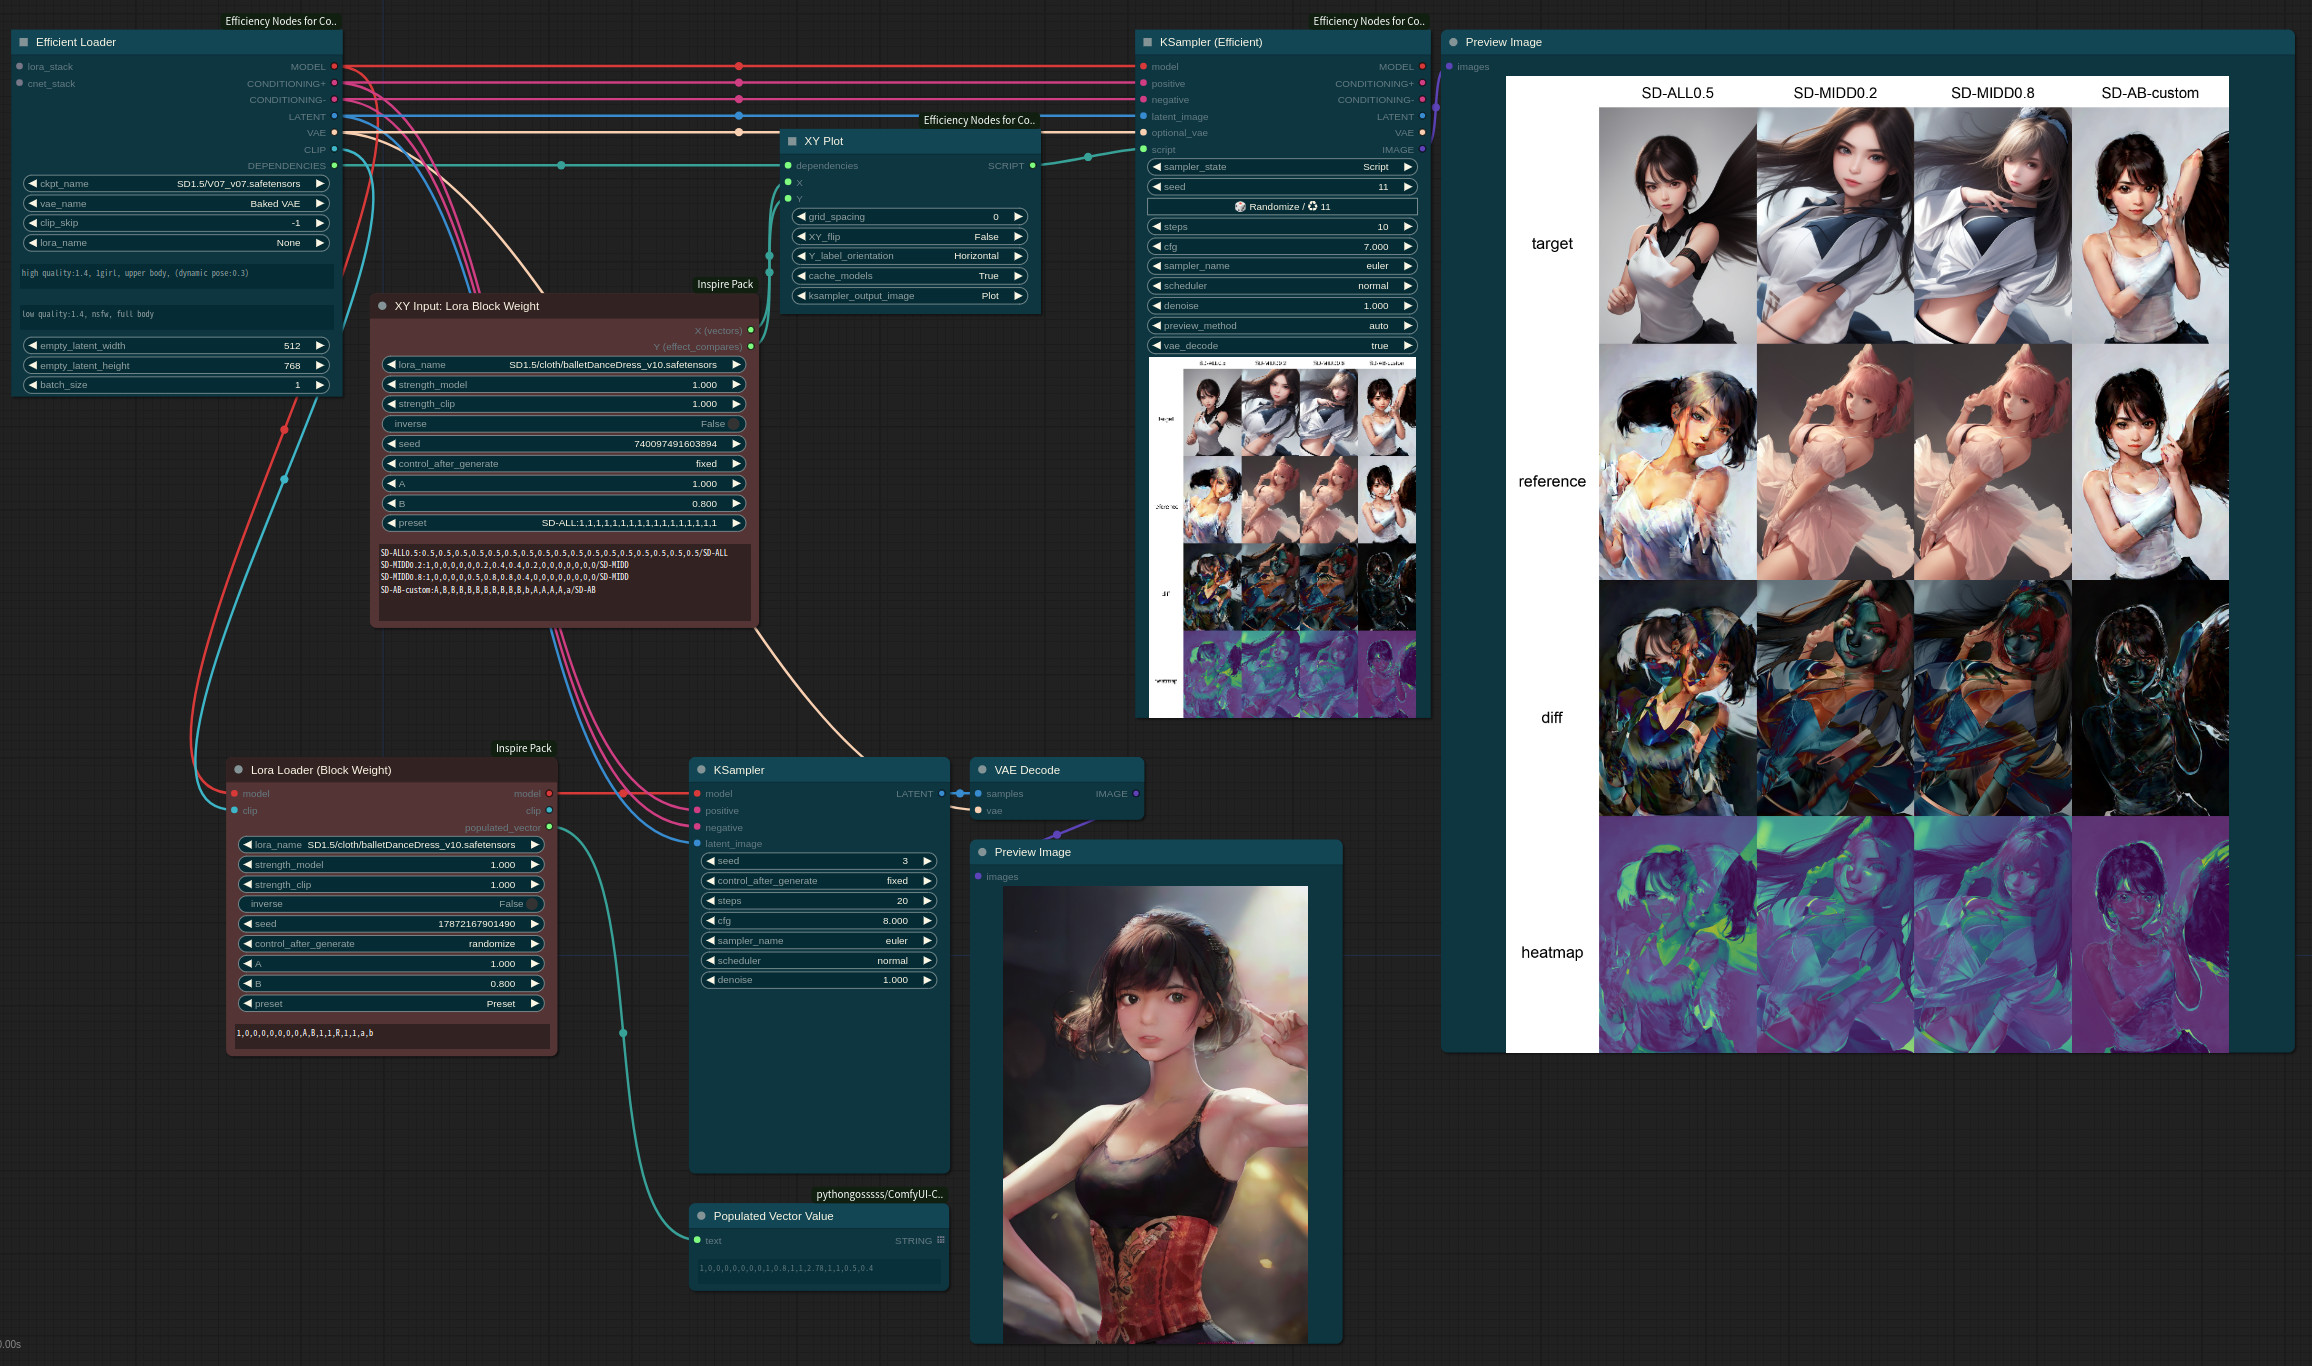 Efficiency Nodes for Co..
Efficient Loader
lora_stack
MODEL
cnet_stack
CONDITIONING+
CONDITIONING-
LATENT
VAE
CLIP
DEPENDENCIES
ckpt_name
SD1.5/V07_v07.safetensors
vae_name
Baked VAE
clip_skip
-1
lora_name
None
high quality:1.4, 1girl, upper body, (dynamic pose:0.3)
low quality:1.4, nsfw, full body
empty_latent_width
512
empty_latent_height
768
batch_size
1
Inspire Pack
XY Input: Lora Block Weight
X (vectors)
Y (effect_compares)
lora_name
SD1.5/cloth/balletDanceDress_v10.safetensors
strength_model
1.000
strength_clip
1.000
inverse
False
seed
740097491603894
control_after_generate
fixed
A
1.000
B
0.800
preset
SD-ALL:1,1,1,1,1,1,1,1,1,1,1,1,1,1,1,1,1
SD-ALL0.5:0.5,0.5,0.5,0.5,0.5,0.5,0.5,0.5,0.5,0.5,0.5,0.5,0.5,0.5,0.5,0.5,0.5/SD-ALL
SD-MIDD0.2:1,0,0,0,0,0,0.2,0.4,0.4,0.2,0,0,0,0,0,0,0/SD-MIDD
SD-MIDD0.8:1,0,0,0,0,0.5,0.8,0.8,0.4,0,0,0,0,0,0,0,0/SD-MIDD
SD-AB-custom:A,B,B,B,B,B,B,B,B,B,B,b,A,A,A,A,a/SD-AB
Efficiency Nodes for Co..
XY Plot
dependencies
SCRIPT
X
Y
grid_spacing
0
XY_flip
False
Y_label_orientation
Horizontal
cache_models
True
ksampler_output_image
Plot
Efficiency Nodes for Co..
KSampler (Efficient)
model
MODEL
positive
CONDITIONING+
negative
CONDITIONING-
latent_image
LATENT
optional_vae
VAE
script
IMAGE
sampler_state
Script
seed
11
🎲 Randomize / ♻ 11
steps
10
cfg
7.000
sampler_name
euler
scheduler
normal
denoise
1.000
preview_method
auto
vae_decode
true
SD-ALL0.5
SD-MIDD0.2
SD-MIDD0.8
SD-AB-custom
target
reference
diff
heatmap
Preview Image
images
SD-ALL0.5
SD-MIDD0.2
SD-MIDD0.8
SD-AB-custom
target
reference
diff
heatmap
Inspire Pack
Lora Loader (Block Weight)
model
model
clip
clip
populated_vector
lora_name
SD1.5/cloth/balletDanceDress_v10.safetensors
strength_model
1.000
strength_clip
1.000
inverse
False
seed
17872167901490
control_after_generate
randomize
A
1.000
B
0.800
preset
Preset
1,0,0,0,0,0,0,0,A,B,1,1,R,1,1,a,b
KSampler
model
LATENT
positive
negative
latent_image
seed
3
control_after_generate
fixed
steps
20
cfg
8.000
sampler_name
euler
scheduler
normal
denoise
1.000
VAE Decode
samples
IMAGE
vae
Preview Image
images
pythongosssss/ComfyUI-C..
Populated Vector Value
text
STRING
1,0,0,0,0,0,0,0,1,0.8,1,1,2.78,1,1,0.5,0.4
0.00s